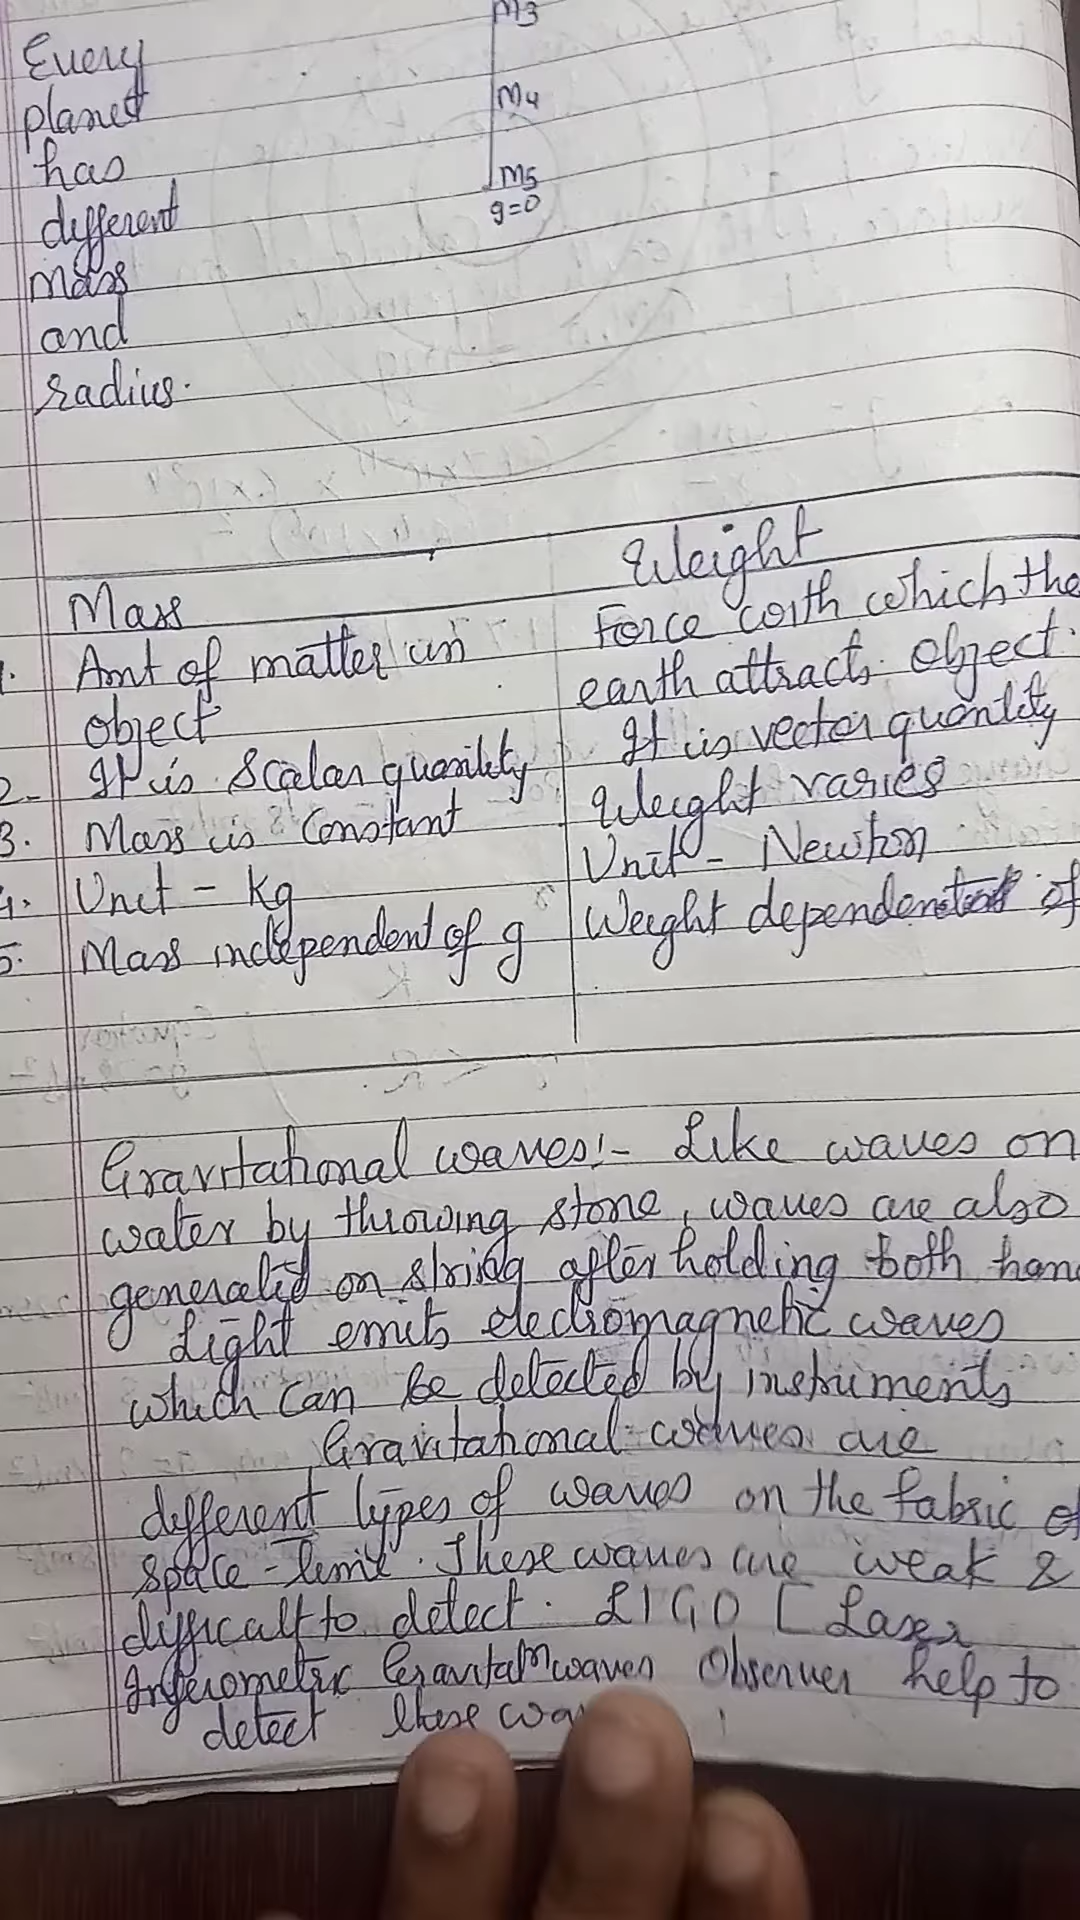 Every
planet
has
different
mass
and
radius.
m3
m4
m5
g=0
Mass
Weight
1. Amt of matter in
object
Force with which the
earth attracts object.
2. It is Scalar quantity
It is vector quantity
3. Mass is Constant
Weight varies
4. Unit - Kg
Unit - Newton
5. Mass independent of g
Weight dependent of
Gravitational waves:- Like waves on
water by throwing stone, waves are also
generated on string after holding both han
Light emits electromagnetic waves
which can be detected by instruments
Gravitational waves are
different types of waves on the fabric of
space-time. These waves are weak &
difficalt to detect. LIGO [Laser
Inferometric Gravitatn waves Observer help to
detect these wa